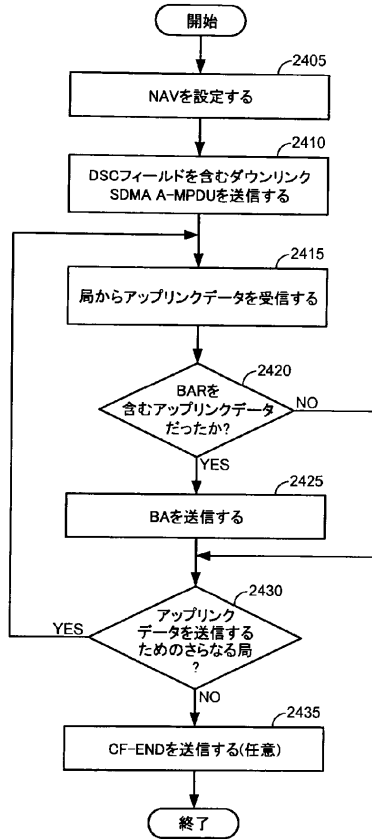 開始
2405
NAVを設定する
2410
DSCフィールドを含むダウンリンク
SDMA A-MPDUを送信する
2415
局からアップリンクデータを受信する
2420
BARを
含むアップリンクデータ
だったか?
NO
YES
2425
BAを送信する
2430
アップリンク
データを送信する
ためのさらなる局
?
YES
NO
2435
CF-ENDを送信する(任意)
終了